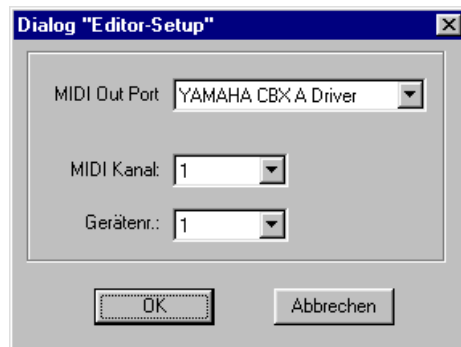 Dialog "Editor-Setup"
MIDI Out Port YAMAHA CBX A Driver
MIDI Kanal: 1
Gerätenr.: 1
OK Abbrechen